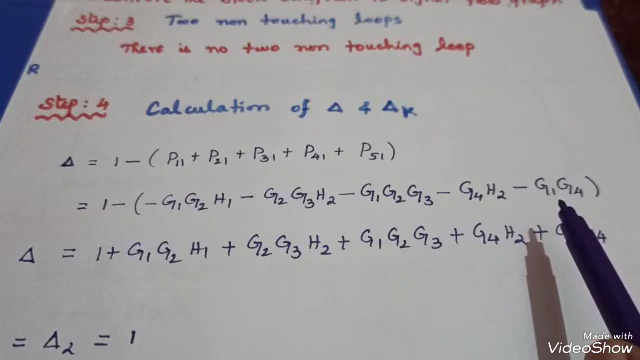 Step: 3 Two non touching loops
There is no two non touching loop
R
Step: 4 Calculation of Δ & ΔK
Δ = 1 - (P11 + P21 + P31 + P41 + P51)
= 1 - (-G1G2H1 - G2G3H2 - G1G2G3 - G4H2 - G1G4)
Δ = 1 + G1G2H1 + G2G3H2 + G1G2G3 + G4H2 +
= Δ2 = 1
Made with
VideoShow